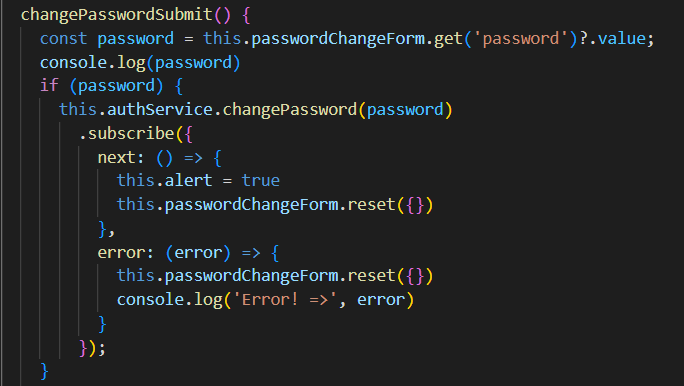 changePasswordSubmit() {
const password = this.passwordChangeForm.get('password')?.value;
console.log(password)
if (password) {
this.authService.changePassword(password)
.subscribe({
next: () => {
this.alert = true
this.passwordChangeForm.reset({})
},
error: (error) => {
this.passwordChangeForm.reset({})
console.log('Error! =>', error)
}
});
}